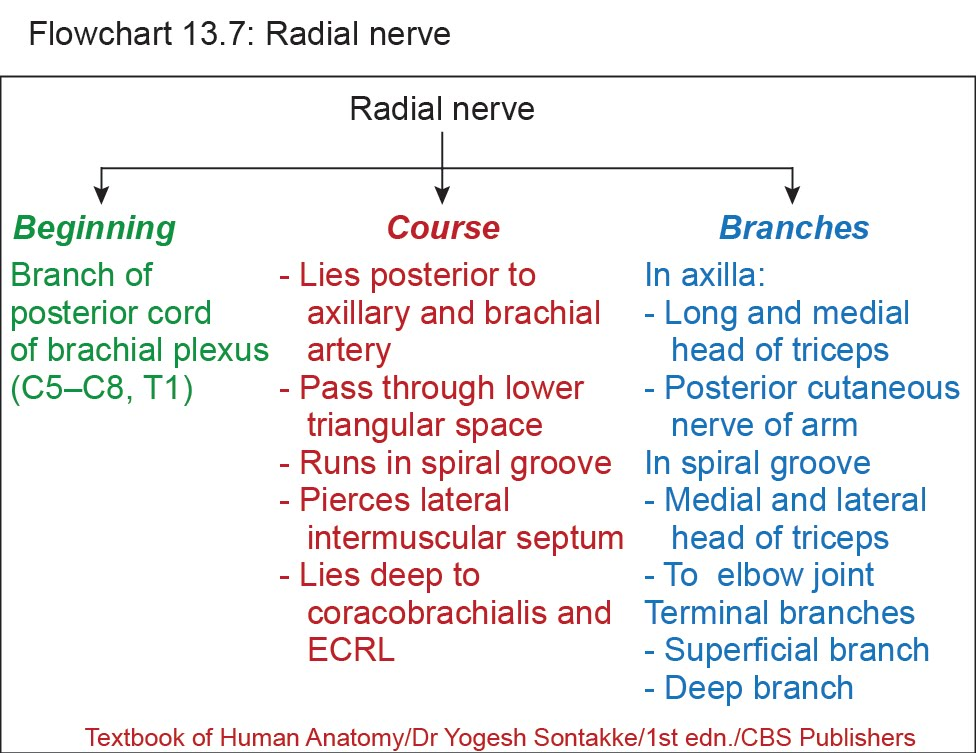 Flowchart 13.7: Radial nerve
Radial nerve
Beginning
Branch of
posterior cord
of brachial plexus
(C5–C8, T1)
Course
- Lies posterior to
axillary and brachial
artery
- Pass through lower
triangular space
- Runs in spiral groove
- Pierces lateral
intermuscular septum
- Lies deep to
coracobrachialis and
ECRL
Branches
In axilla:
- Long and medial
head of triceps
- Posterior cutaneous
nerve of arm
In spiral groove
- Medial and lateral
head of triceps
- To elbow joint
Terminal branches
- Superficial branch
- Deep branch
Textbook of Human Anatomy/Dr Yogesh Sontakke/1st edn./CBS Publishers